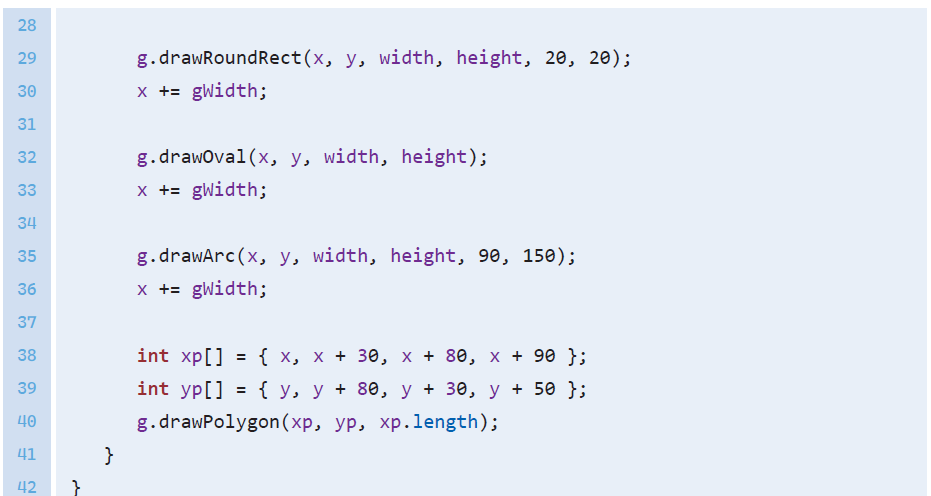 28
29 g.drawRoundRect(x, y, width, height, 20, 20);
30 x += gWidth;
31
32 g.drawOval(x, y, width, height);
33 x += gWidth;
34
35 g.drawArc(x, y, width, height, 90, 150);
36 x += gWidth;
37
38 int xp[] = { x, x + 30, x + 80, x + 90 };
39 int yp[] = { y, y + 80, y + 30, y + 50 };
40 g.drawPolygon(xp, yp, xp.length);
41 }
42 }